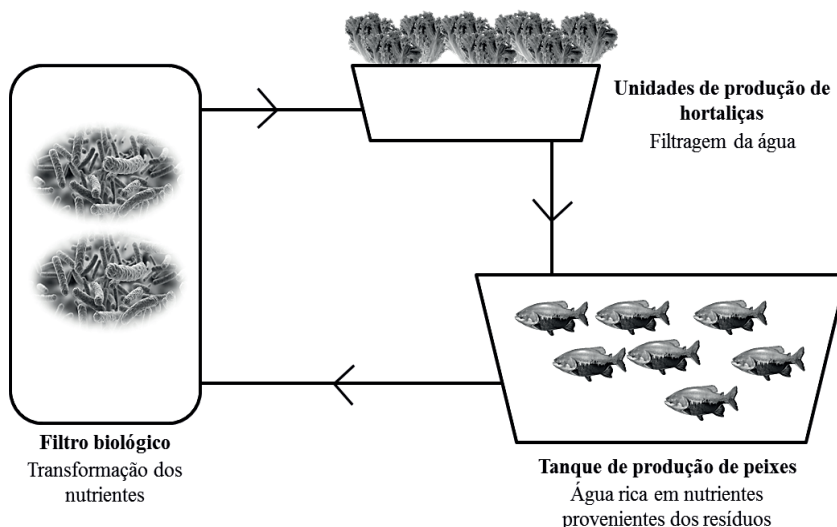 Unidades de produção de
hortaliças
Filtragem da água
Filtro biológico
Transformação dos
nutrientes
Tanque de produção de peixes
Água rica em nutrientes
provenientes dos resíduos